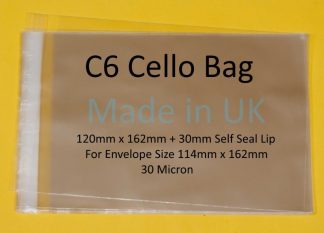 C6 Cello Bag
Made in UK
120mm x 162mm + 30mm Self Seal Lip
For Envelope Size 114mm x 162mm
30 Micron